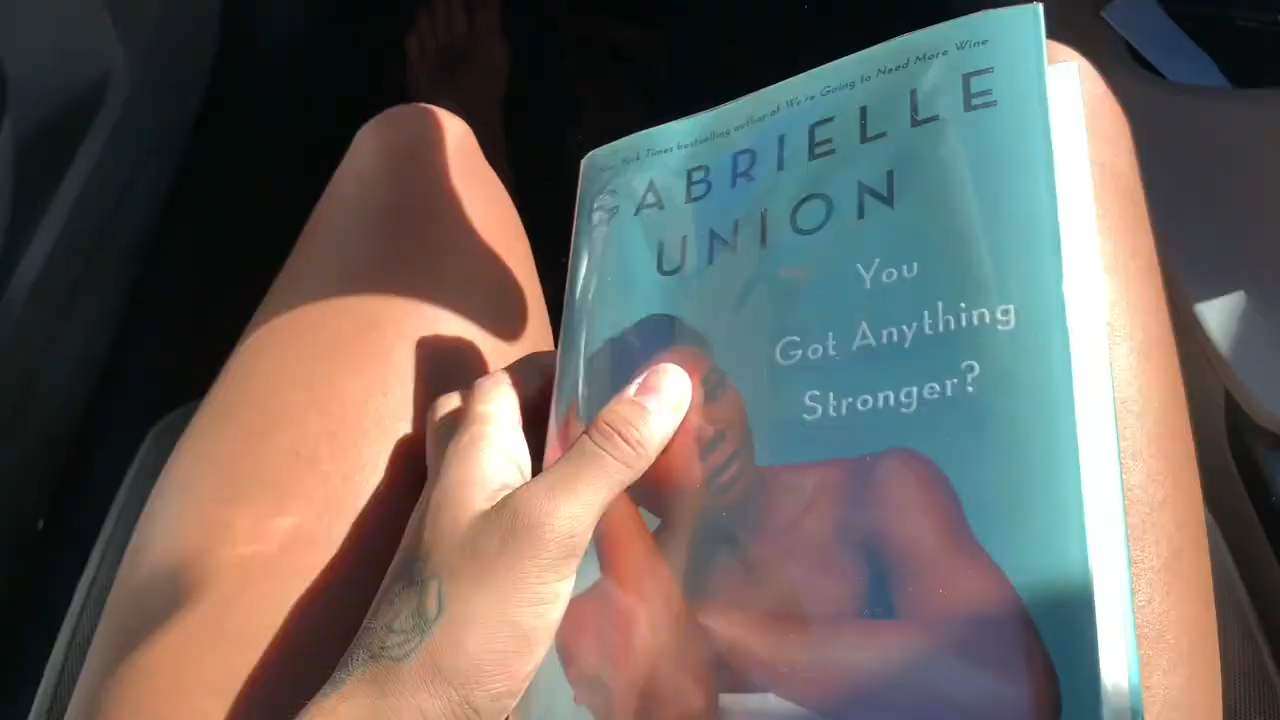 New York Times bestselling author of We're Going to Need More Wine
GABRIELLE
UNION
You
Got Anything
Stronger?